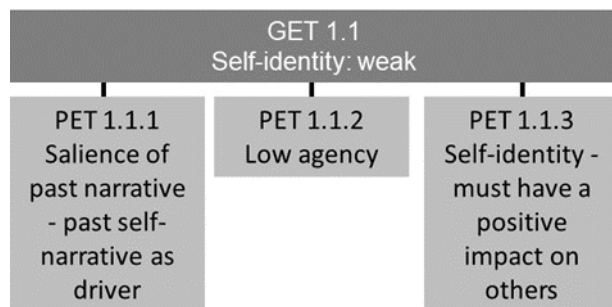 GET 1.1
Self-identity: weak
PET 1.1.1
Salience of
past narrative
- past self-
narrative as
driver
PET 1.1.2
Low agency
PET 1.1.3
Self-identity -
must have a
positive
impact on
others